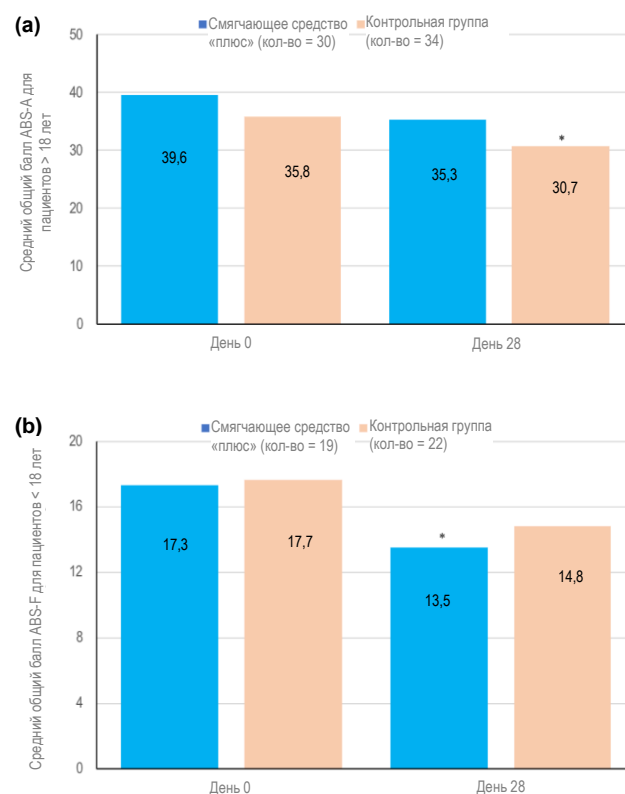 (a)
Смягчающее средство
«плюс» (кол-во = 30)
Контрольная группа
(кол-во = 34)
Средний общий балл ABS-A для
пациентов > 18 лет
50
40
30
20
10
0
39,6
35,8
35,3
*
30,7
День 0
День 28
(b)
Смягчающее средство
«плюс» (кол-во = 19)
Контрольная группа
(кол-во = 22)
Средний общий балл ABS-F для пациентов < 18 лет
20
16
12
8
4
0
17,3
17,7
*
13,5
14,8
День 0
День 28